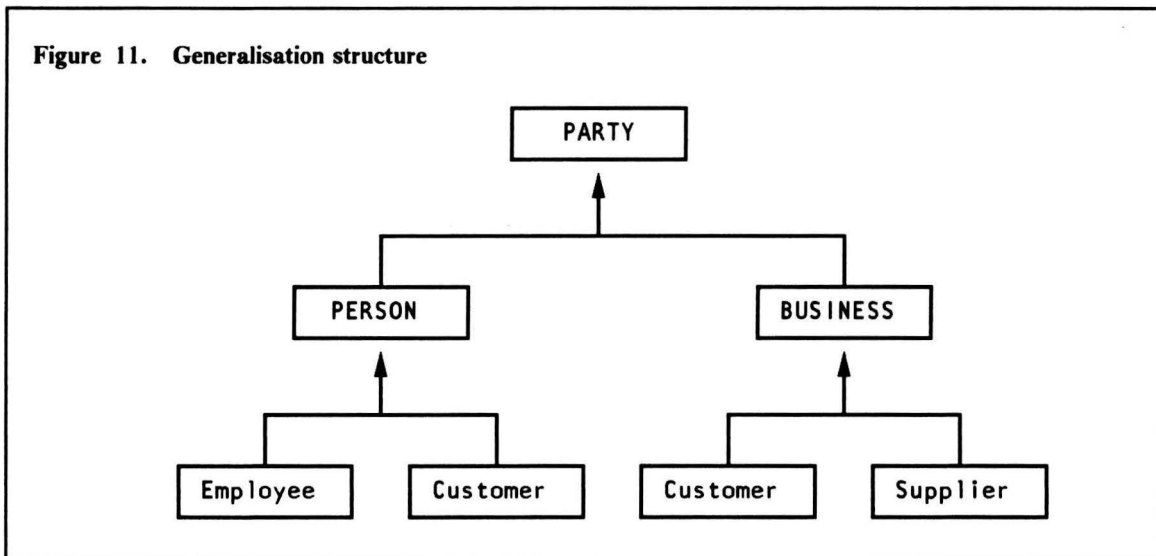 Figure 11. Generalisation structure
PARTY
PERSON BUSINESS
Employee Customer Customer Supplier